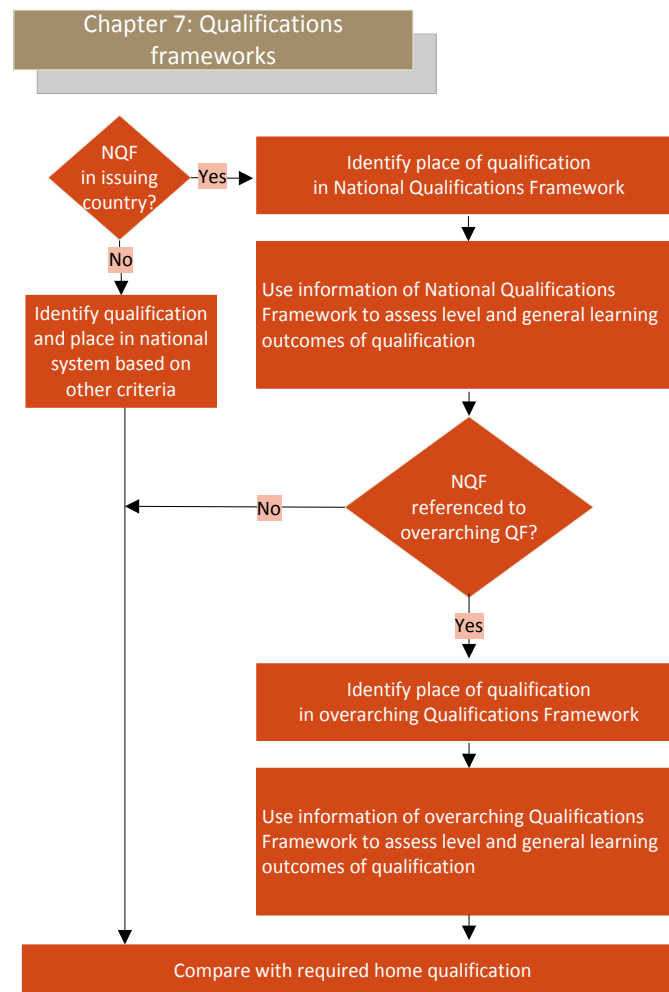 Chapter 7: Qualifications
frameworks
NQF
in issuing
country?
Yes
Identify place of qualification
in National Qualifications Framework
No
Use information of National Qualifications
Framework to assess level and general learning
outcomes of qualification
Identify qualification
and place in national
system based on
other criteria
NQF
referenced to
overarching QF?
No
Yes
Identify place of qualification
in overarching Qualifications Framework
Use information of overarching Qualifications
Framework to assess level and general learning
outcomes of qualification
Compare with required home qualification